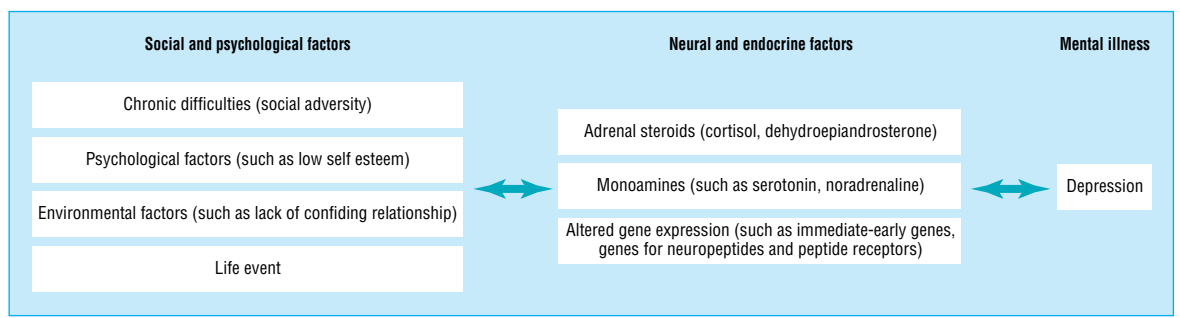 Social and psychological factors
Neural and endocrine factors
Mental illness
Chronic difficulties (social adversity)
Psychological factors (such as low self esteem)
Environmental factors (such as lack of confiding relationship)
Life event
Adrenal steroids (cortisol, dehydroepiandrosterone)
Monoamines (such as serotonin, noradrenaline)
Altered gene expression (such as immediate-early genes,
genes for neuropeptides and peptide receptors)
Depression